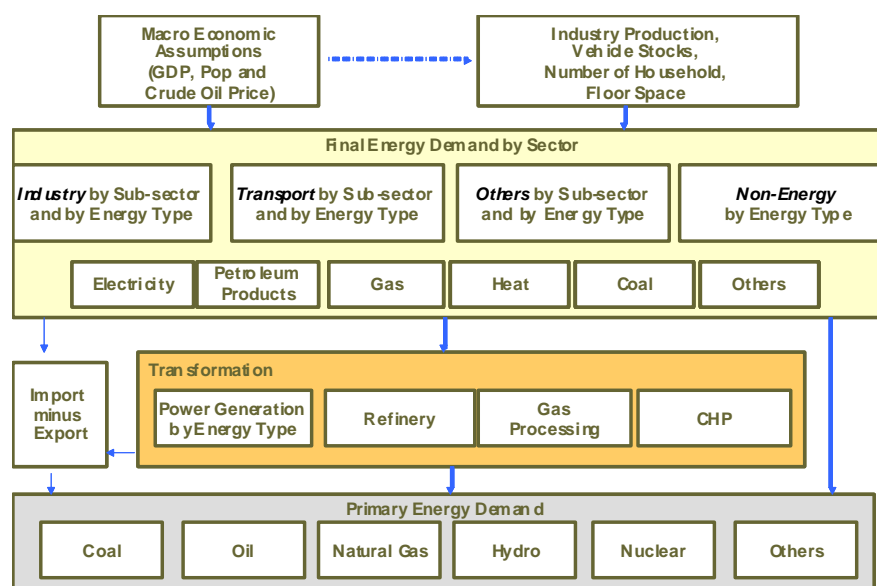 Macro Economic
Assumptions
(GDP, Pop and
Crude Oil Price)
Industry Production,
Vehicle Stocks,
Number of Household,
Floor Space
Final Energy Demand by Sector
Industry by Sub-sector
and by Energy Type
Transport by Sub-sector
and by Energy Type
Others by Sub-sector
and by Energy Type
Non-Energy
by Energy Type
Electricity
Petroleum
Products
Gas
Heat
Coal
Others
Import
minus
Export
Transformation
Power Generation
by Energy Type
Refinery
Gas
Processing
CHP
Primary Energy Demand
Coal
Oil
Natural Gas
Hydro
Nuclear
Others